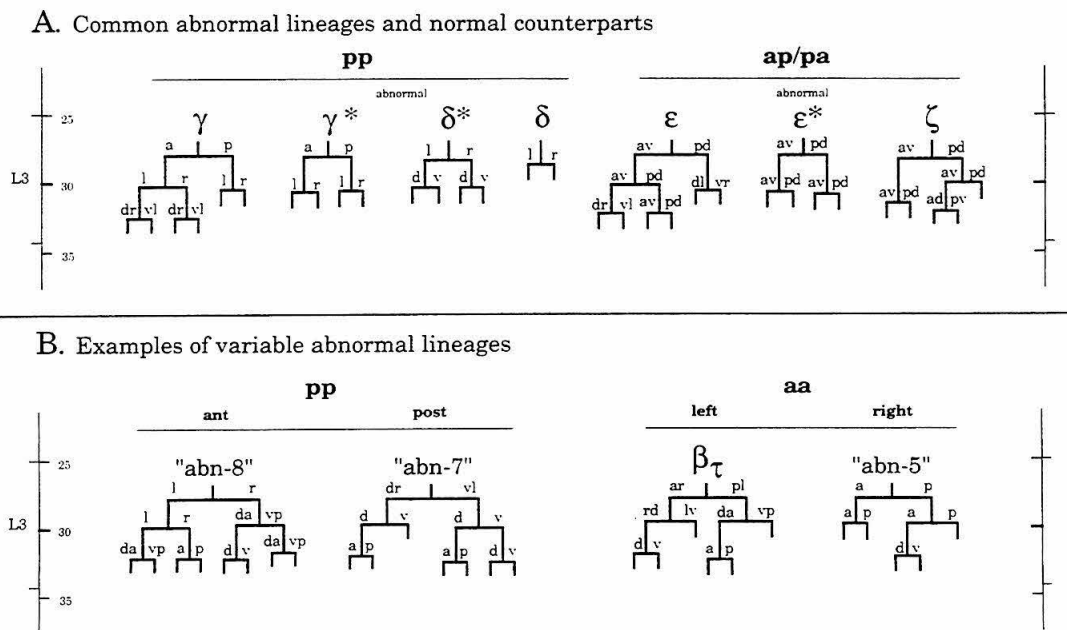 A. Common abnormal lineages and normal counterparts
pp ap/pa
abnormal abnormal
γ γ* δ* δ ε ε* ζ
25
a p a p l r l r av pd av pd av pd
l r l r l r l r d v d v av pd dl vr av pd av pd av pd av pd
L3 30
dr vl dr vl dr vl av pd ad pv
35
B. Examples of variable abnormal lineages
pp aa
ant post left right
25 "abn-8" "abn-7" βτ "abn-5"
l r dr vl ar pl a p
l r da vp d v d v rd lv da vp a p a p
L3 30
da vp a p d v da vp a p a p d v d v a p d v
35